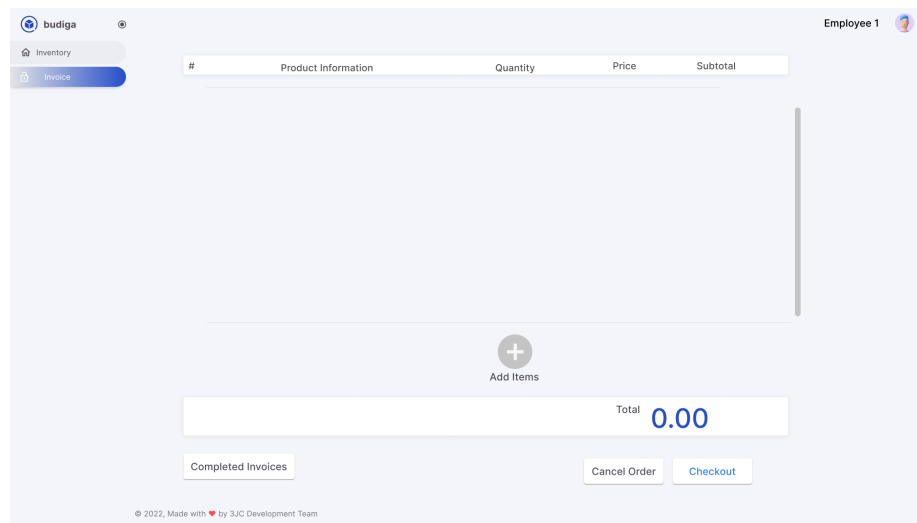 budiga
Employee 1
Inventory
Invoice
# Product Information Quantity Price Subtotal
Add Items
Total 0.00
Completed Invoices
Cancel Order Checkout
© 2022, Made with ❤ by 3JC Development Team